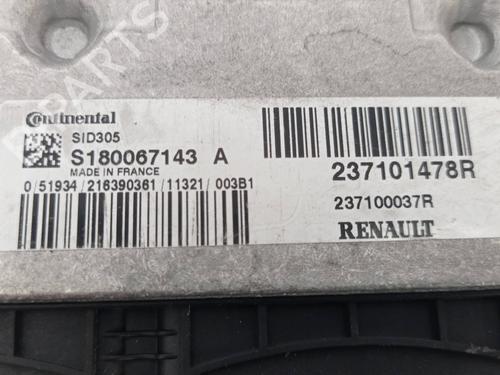 Continental
SID305
S180067143 A
MADE IN FRANCE
0/51934/216390361/11321/003B1
237101478R
237100037R
RENAULT